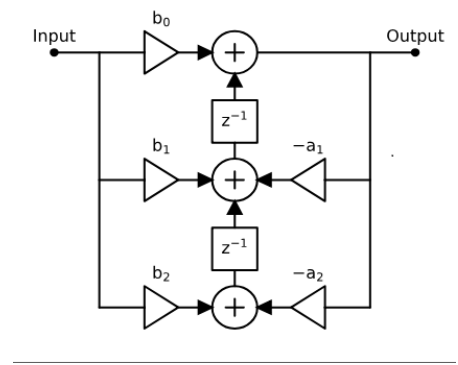 b₀
Input
Output
+
z⁻¹
b₁
−a₁
+
z⁻¹
b₂
−a₂
+